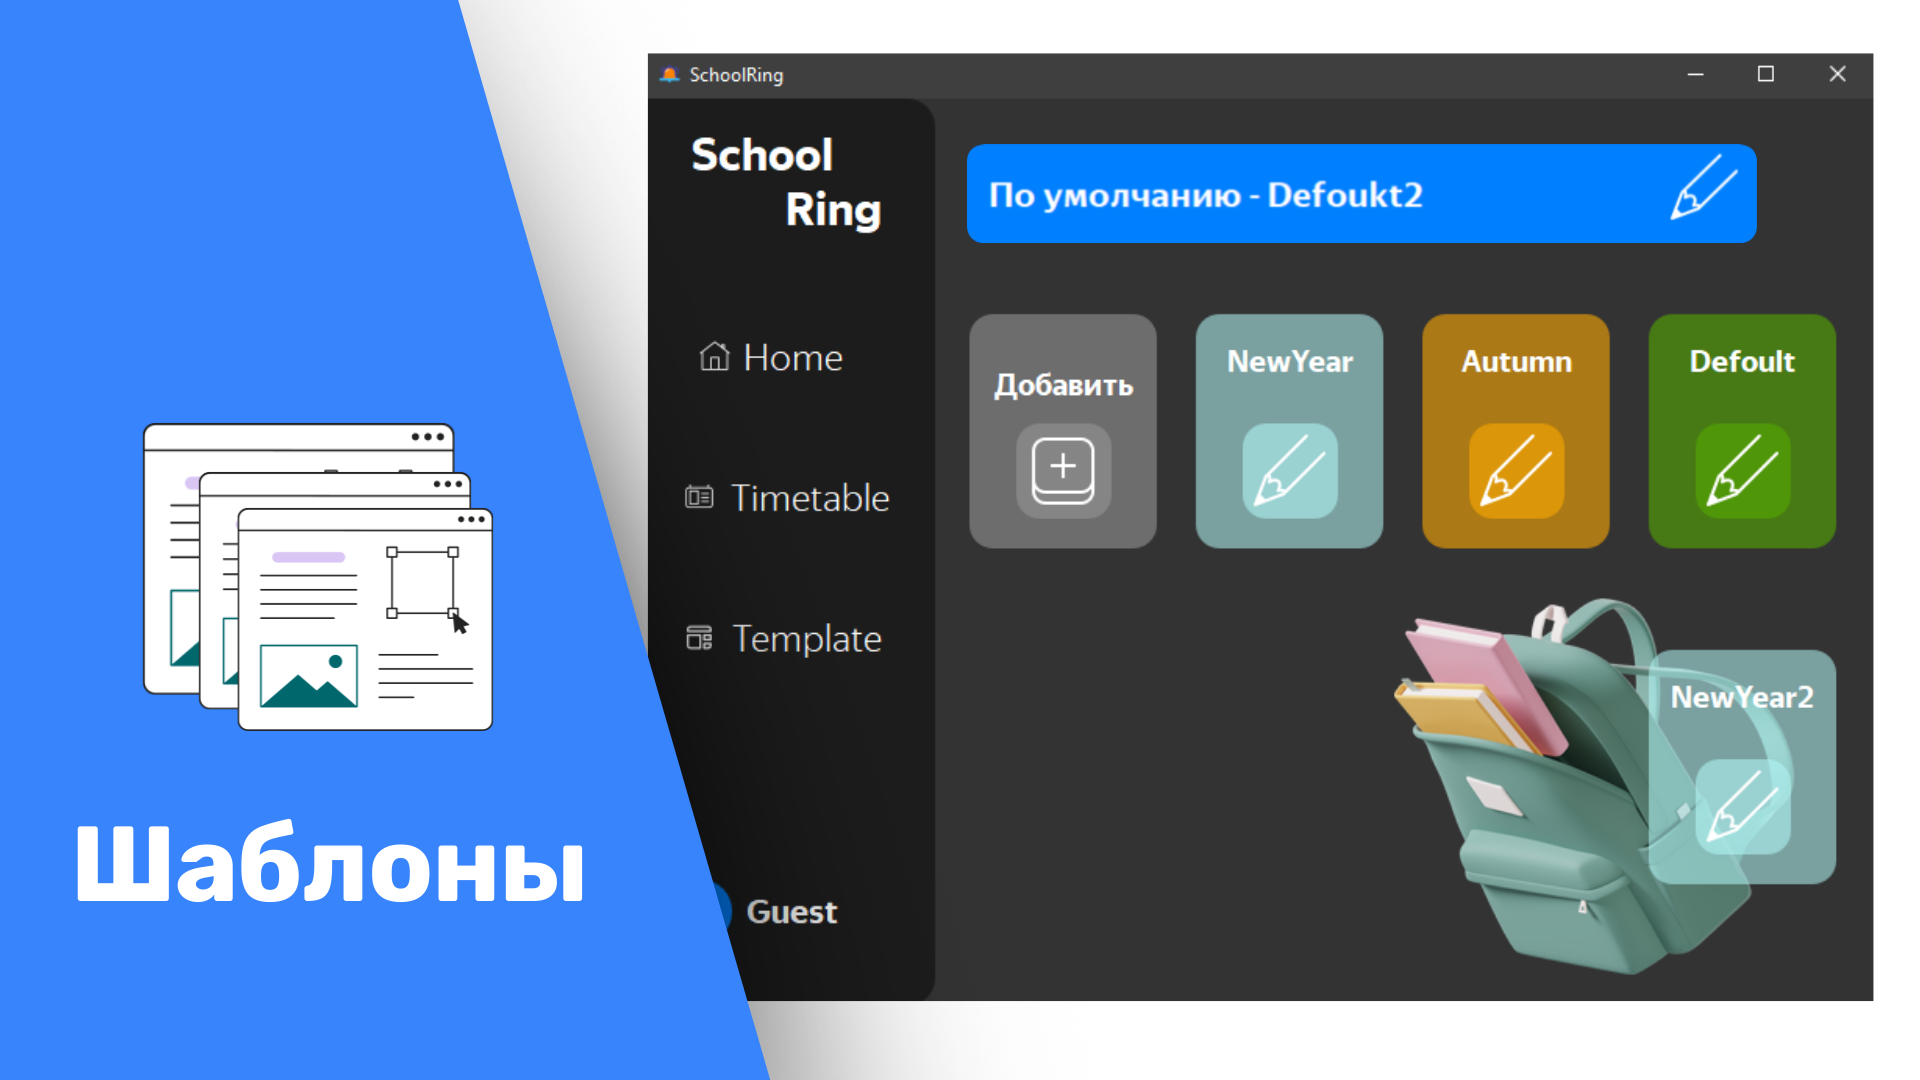 Шаблоны
SchoolRing
School
Ring
Home
Timetable
Template
Guest
По умолчанию - Defoukt2
Добавить
NewYear
Autumn
Defoult
NewYear2